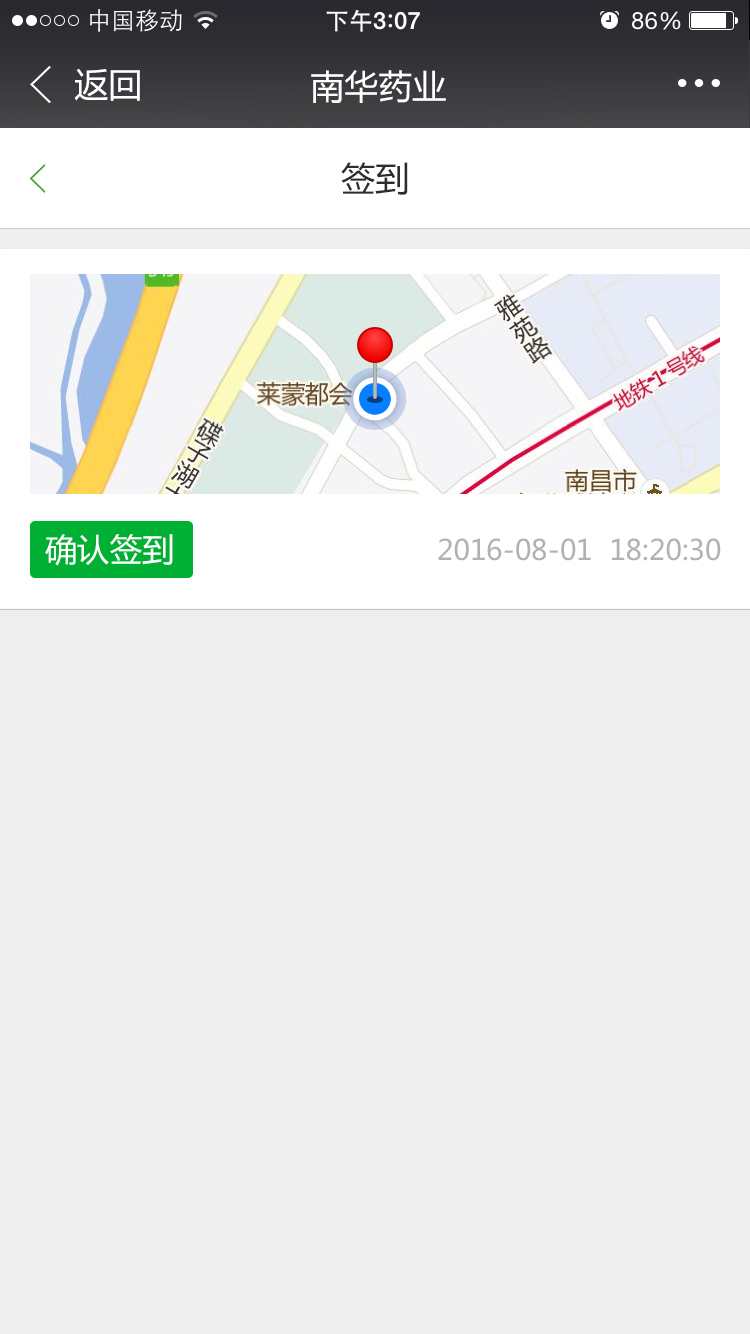 中国移动 下午3:07 86%
返回 南华药业
签到
雅苑路
地铁1号线
莱蒙都会
碟子湖
南昌市
确认签到 2016-08-01 18:20:30